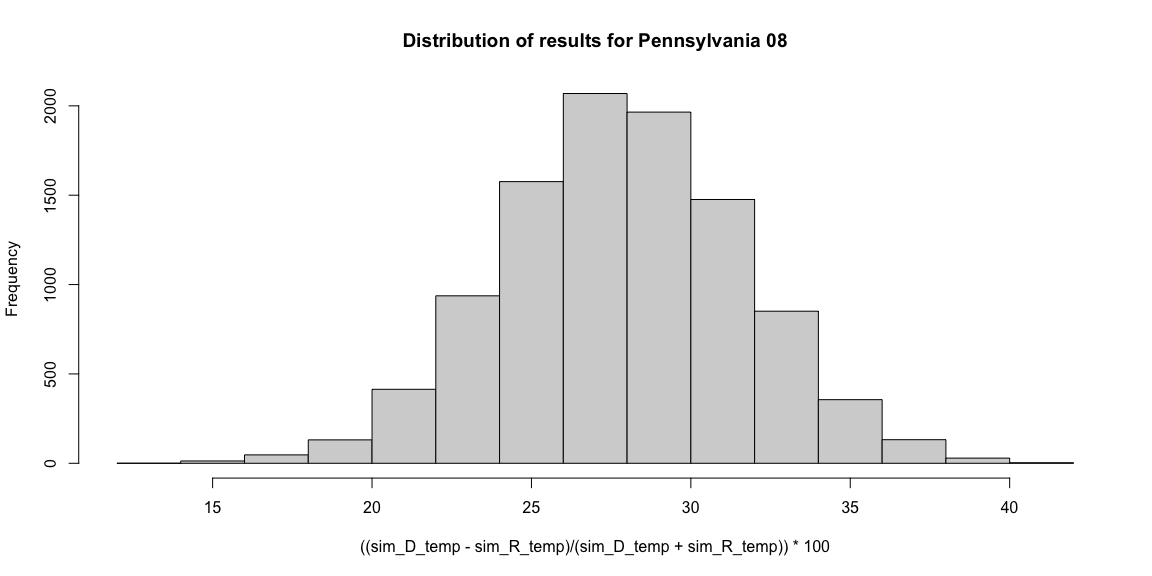 Distribution of results for Pennsylvania 08
Frequency
2000
1500
1000
500
0
15 20 25 30 35 40
((sim_D_temp - sim_R_temp)/(sim_D_temp + sim_R_temp)) * 100